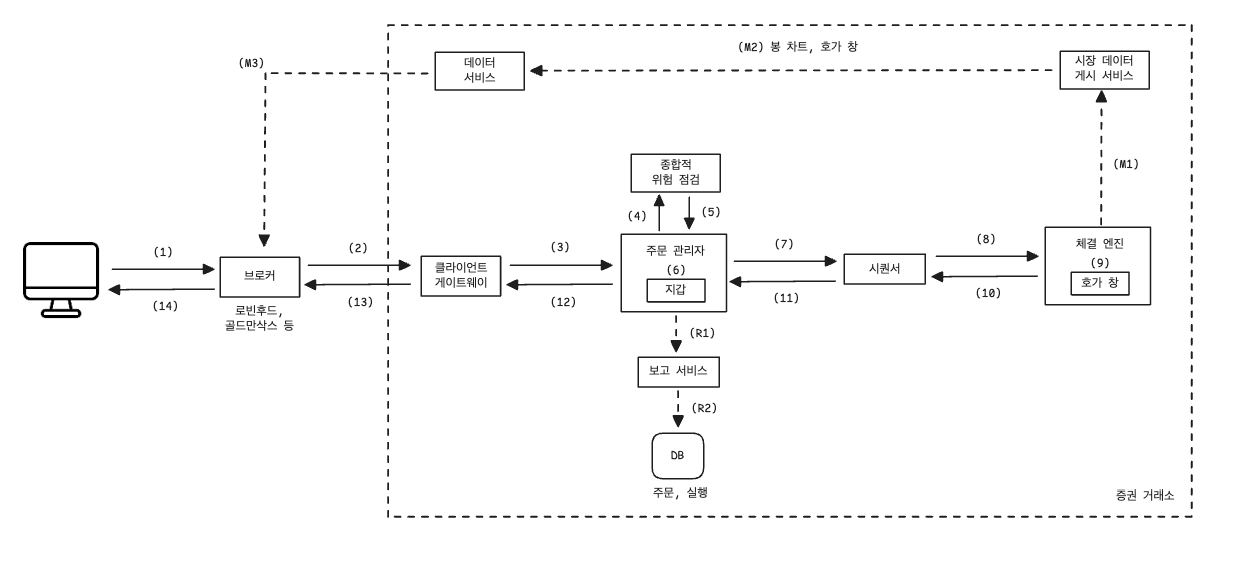 (M2) 봉 차트, 호가 창
(M3)
데이터
서비스
시장 데이터
게시 서비스
(M1)
종합적
위험 점검
(4)
(5)
(1)
(14)
브로커
로빈후드,
골드만삭스 등
(2)
(13)
클라이언트
게이트웨이
(3)
(12)
주문 관리자
(6)
지갑
(7)
(11)
시퀀서
(8)
(10)
체결 엔진
(9)
호가 창
(R1)
보고 서비스
(R2)
DB
주문, 실행
증권 거래소